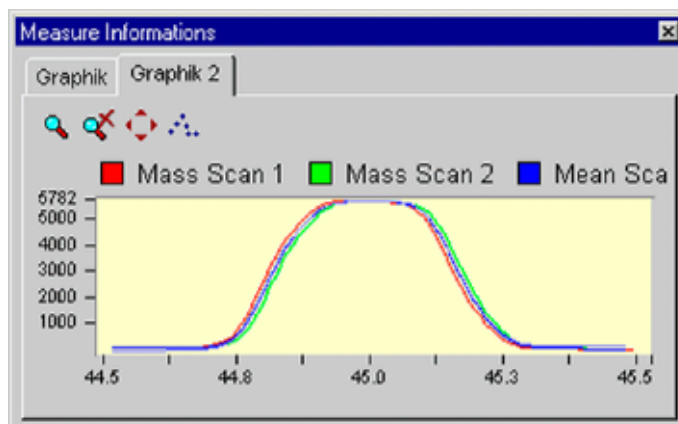 Measure Informations
Graphik Graphik 2
Mass Scan 1 Mass Scan 2 Mean Sca
5782
5000
4000
3000
2000
1000
44.5 44.8 45.0 45.3 45.5